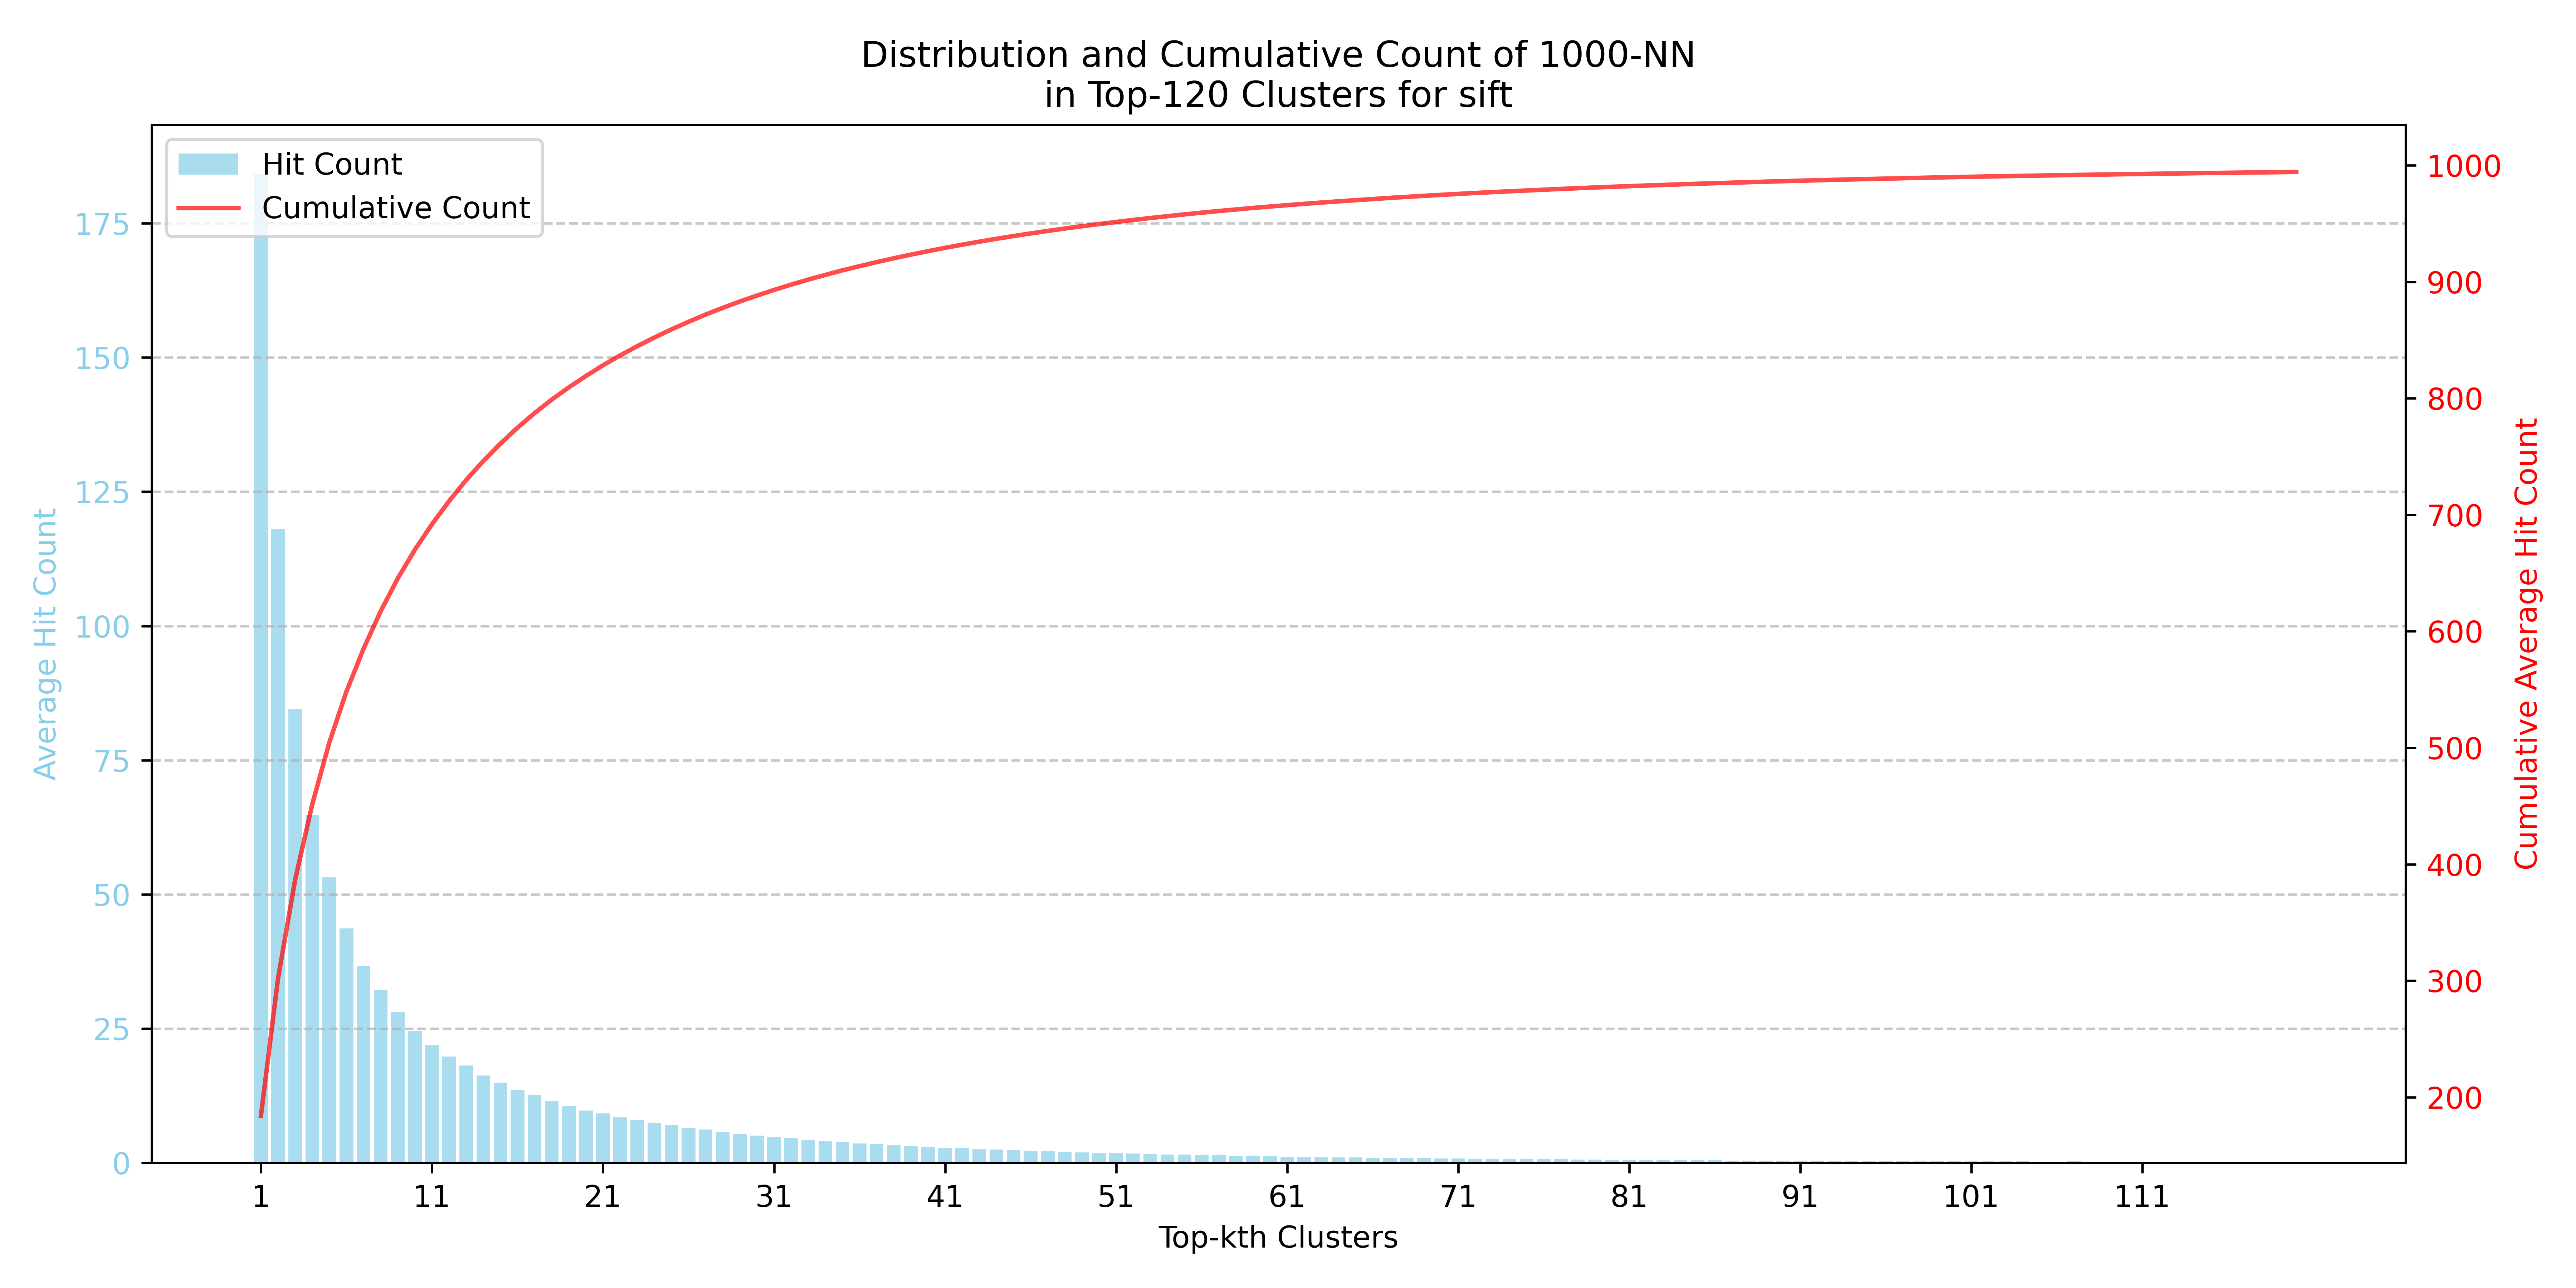 Distribution and Cumulative Count of 1000-NN
in Top-120 Clusters for sift
Hit Count
Cumulative Count
Average Hit Count
175
150
125
100
75
50
25
0
1000
900
800
700
600
500
400
300
200
Cumulative Average Hit Count
1 11 21 31 41 51 61 71 81 91 101 111
Top-kth Clusters